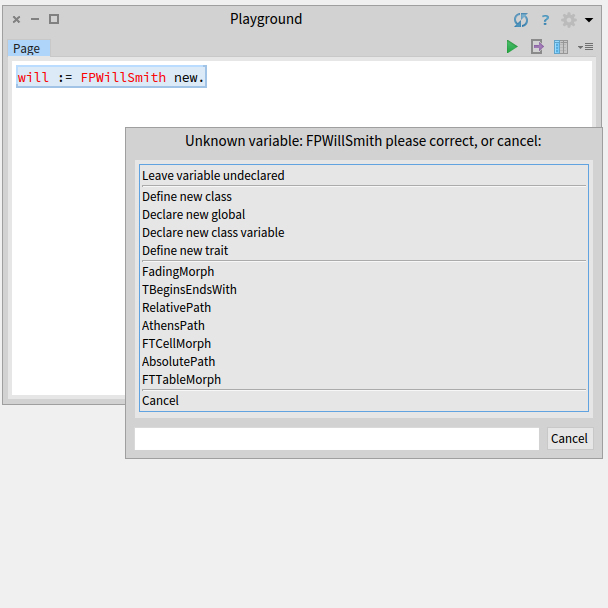 Playground
?
Page
will := FPWillSmith new.
Unknown variable: FPWillSmith please correct, or cancel:
Leave variable undeclared
Define new class
Declare new global
Declare new class variable
Define new trait
FadingMorph
TBeginsEndsWith
RelativePath
AthensPath
FTCellMorph
AbsolutePath
FTTableMorph
Cancel
Cancel